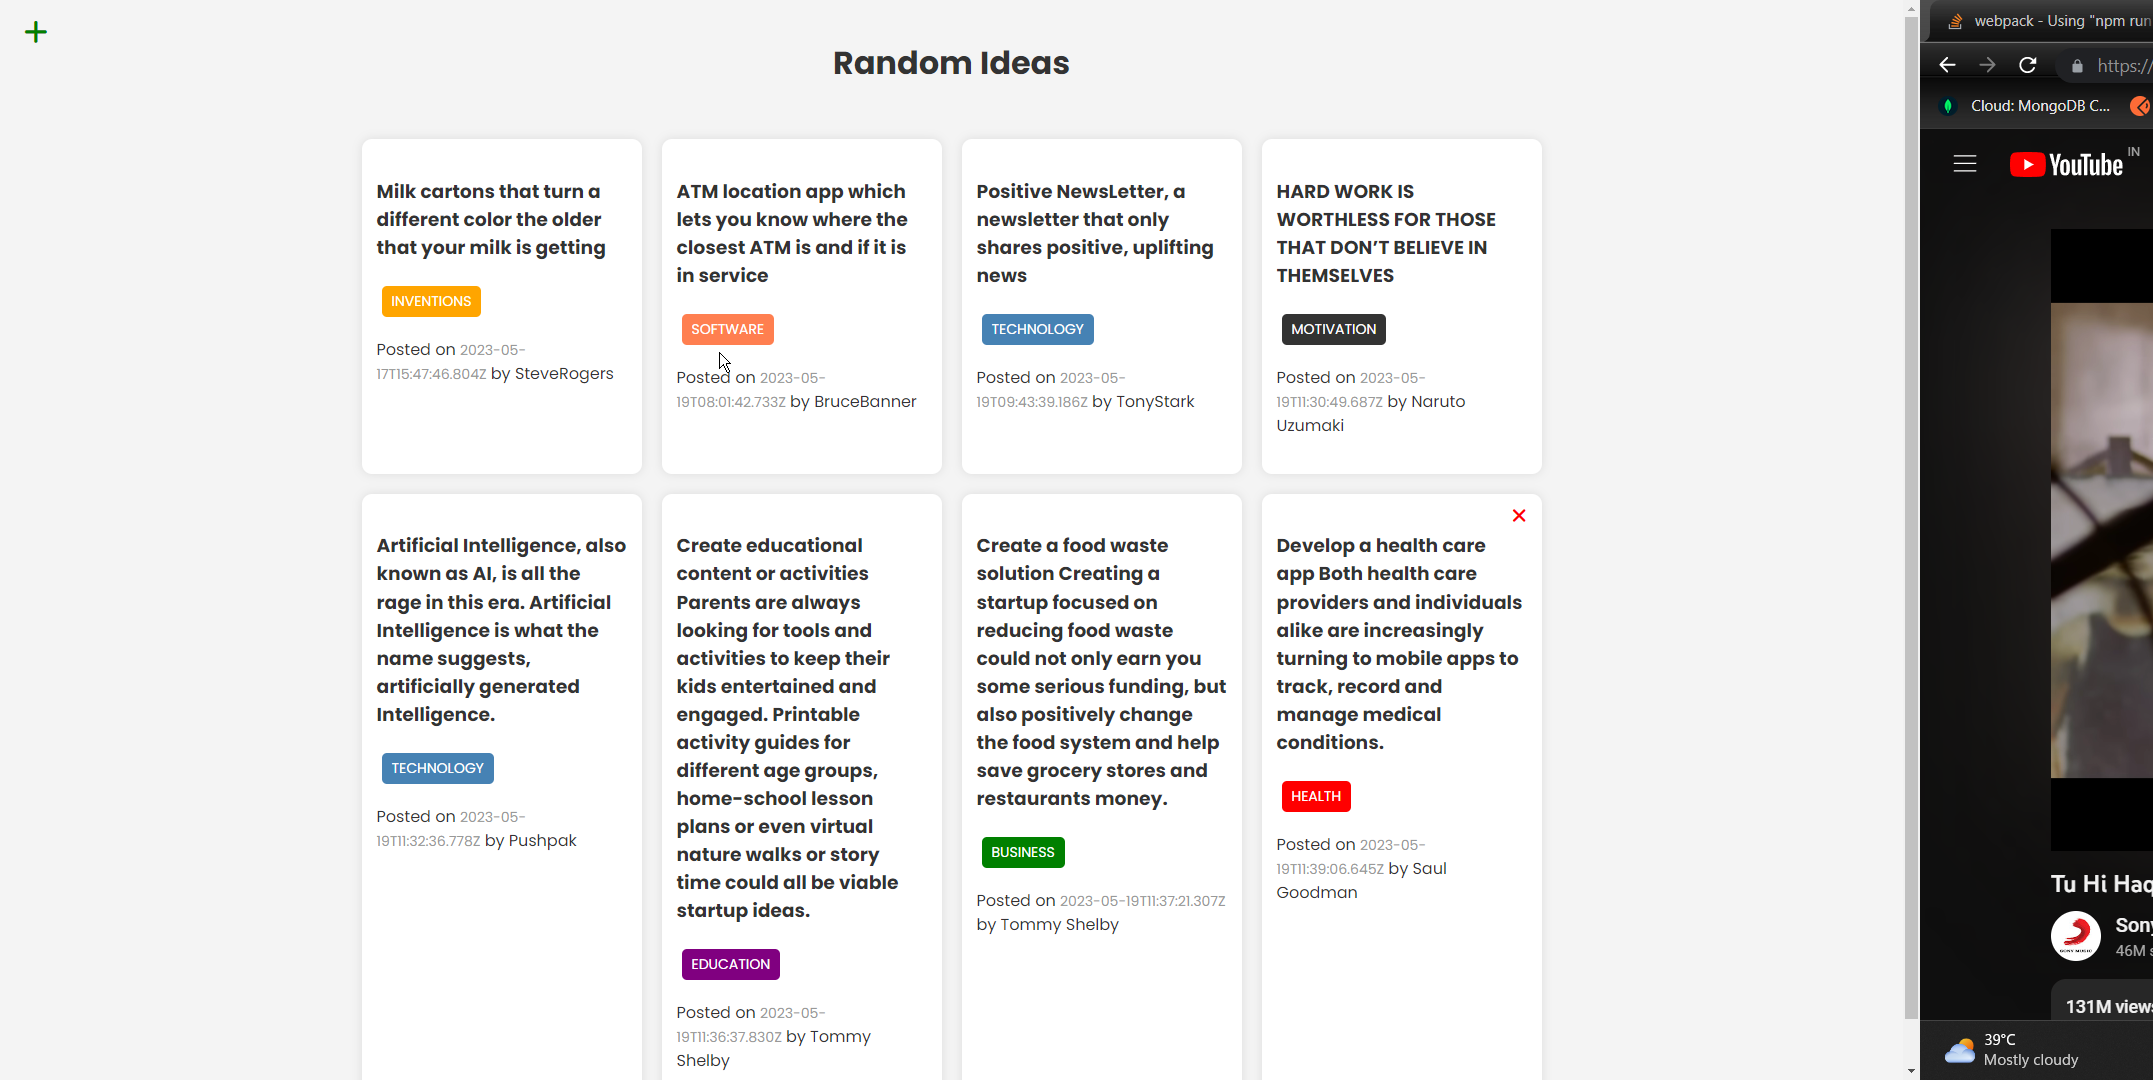 Random Ideas
Milk cartons that turn a
different color the older
that your milk is getting
INVENTIONS
Posted on 2023-05-
17T15:47:46.804Z by SteveRogers
ATM location app which
lets you know where the
closest ATM is and if it is
in service
SOFTWARE
Posted on 2023-05-
19T08:01:42.733Z by BruceBanner
Positive NewsLetter, a
newsletter that only
shares positive, uplifting
news
TECHNOLOGY
Posted on 2023-05-
19T09:43:39.186Z by TonyStark
HARD WORK IS
WORTHLESS FOR THOSE
THAT DON’T BELIEVE IN
THEMSELVES
MOTIVATION
Posted on 2023-05-
19T11:30:49.687Z by Naruto
Uzumaki
Artificial Intelligence, also
known as AI, is all the
rage in this era. Artificial
Intelligence is what the
name suggests,
artificially generated
Intelligence.
TECHNOLOGY
Posted on 2023-05-
19T11:32:36.778Z by Pushpak
Create educational
content or activities
Parents are always
looking for tools and
activities to keep their
kids entertained and
engaged. Printable
activity guides for
different age groups,
home-school lesson
plans or even virtual
nature walks or story
time could all be viable
startup ideas.
EDUCATION
Posted on 2023-05-
19T11:36:37.830Z by Tommy
Shelby
Create a food waste
solution Creating a
startup focused on
reducing food waste
could not only earn you
some serious funding, but
also positively change
the food system and help
save grocery stores and
restaurants money.
BUSINESS
Posted on 2023-05-19T11:37:21.307Z
by Tommy Shelby
Develop a health care
app Both health care
providers and individuals
alike are increasingly
turning to mobile apps to
track, record and
manage medical
conditions.
HEALTH
Posted on 2023-05-
19T11:39:06.645Z by Saul
Goodman
webpack - Using "npm run
https://
Cloud: MongoDB C...
YouTube IN
Tu Hi Haq
Sony
46M s
131M views
39°C
Mostly cloudy